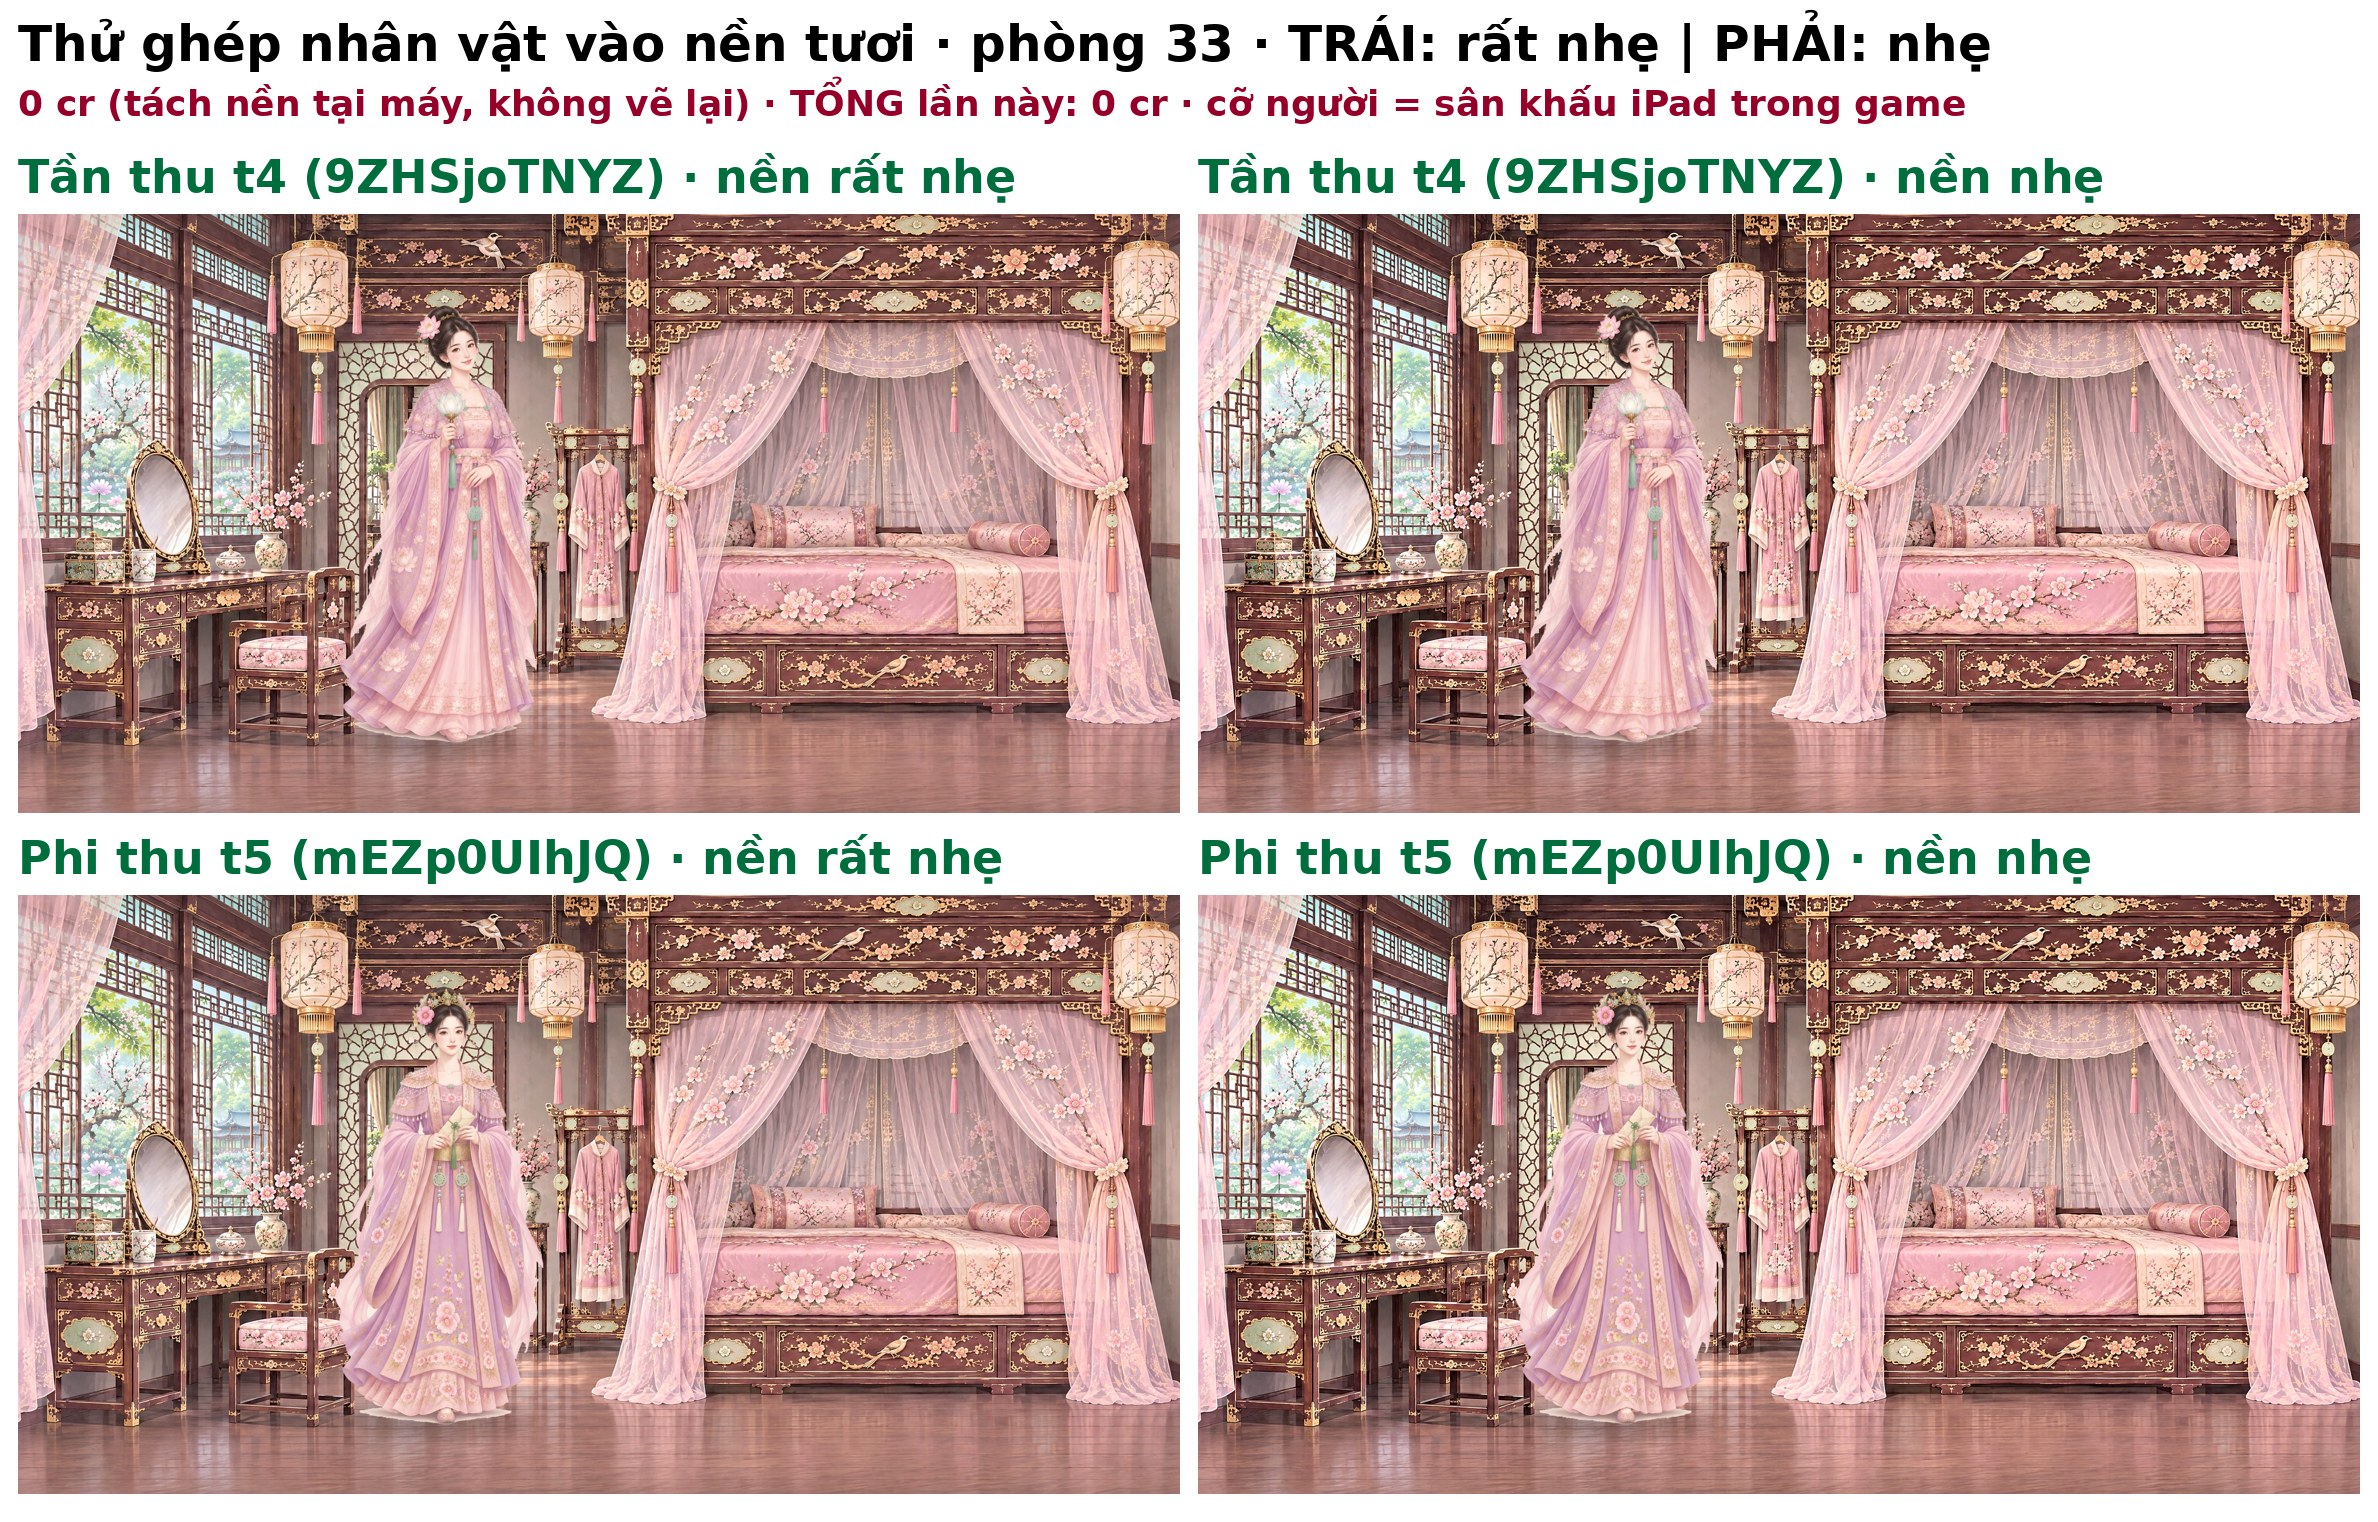 Thử ghép nhân vật vào nền tươi · phòng 33 · TRÁI: rất nhẹ | PHẢI: nhẹ
0 cr (tách nền tại máy, không vẽ lại) · TỔNG lần này: 0 cr · cỡ người = sân khấu iPad trong game
Tần thu t4 (9ZHSjoTNYZ) · nền rất nhẹ
Tần thu t4 (9ZHSjoTNYZ) · nền nhẹ
Phi thu t5 (mEZp0UIhJQ) · nền rất nhẹ
Phi thu t5 (mEZp0UIhJQ) · nền nhẹ